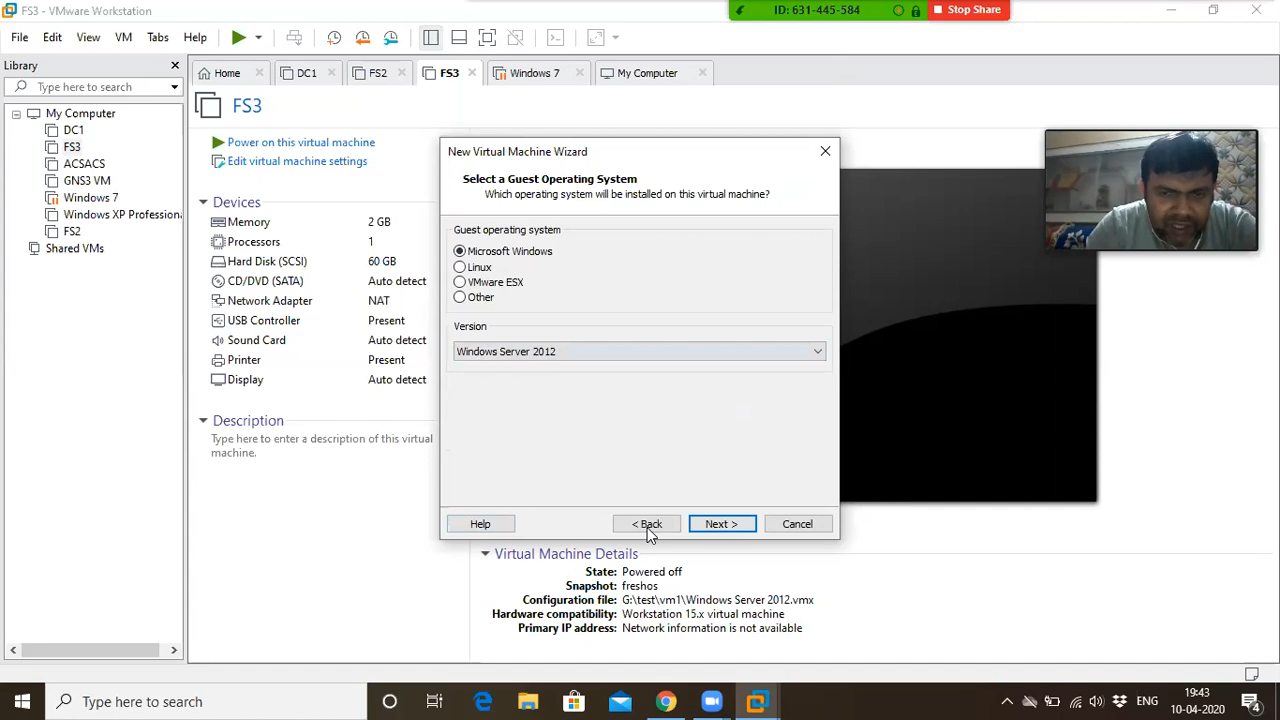 FS3 - VMware Workstation
ID: 631-445-584
Stop Share
File Edit View VM Tabs Help
Library
Type here to search
Home
DC1
FS2
FS3
Windows 7
My Computer
My Computer
DC1
FS3
ACSACS
GNS3 VM
Windows 7
Windows XP Professiona
FS2
Shared VMs
FS3
Power on this virtual machine
Edit virtual machine settings
Devices
Memory 2 GB
Processors 1
Hard Disk (SCSI) 60 GB
CD/DVD (SATA) Auto detect
Network Adapter NAT
USB Controller Present
Sound Card Auto detect
Printer Present
Display Auto detect
Description
Type here to enter a description of this virtual
machine.
New Virtual Machine Wizard
Select a Guest Operating System
Which operating system will be installed on this virtual machine?
Guest operating system
Microsoft Windows
Linux
VMware ESX
Other
Version
Windows Server 2012
Help
< Back
Next >
Cancel
Virtual Machine Details
State: Powered off
Snapshot: freshos
Configuration file: G:\test\vm1\Windows Server 2012.vmx
Hardware compatibility: Workstation 15.x virtual machine
Primary IP address: Network information is not available
Type here to search
ENG
19:43
10-04-2020
4